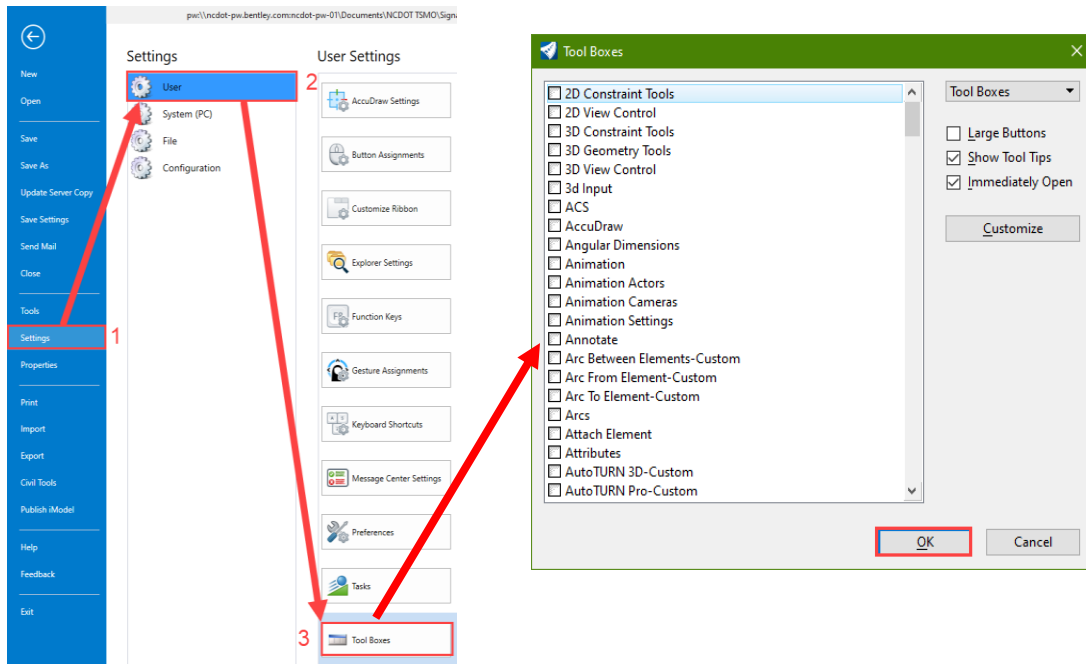 pw:\\ncdot-pw.bentley.com:ncdot-pw-01\Documents\NCDOT TSMO\Signa
New
Open
Save
Save As
Update Server Copy
Save Settings
Send Mail
Close
Tools
Settings
1
Properties
Print
Import
Export
Civil Tools
Publish iModel
Help
Feedback
Exit
Settings
User
2
System (PC)
File
Configuration
User Settings
AccuDraw Settings
Button Assignments
Customize Ribbon
Explorer Settings
Function Keys
Gesture Assignments
Keyboard Shortcuts
Message Center Settings
Preferences
Tasks
3
Tool Boxes
Tool Boxes
2D Constraint Tools
2D View Control
3D Constraint Tools
3D Geometry Tools
3D View Control
3d Input
ACS
AccuDraw
Angular Dimensions
Animation
Animation Actors
Animation Cameras
Animation Settings
Annotate
Arc Between Elements-Custom
Arc From Element-Custom
Arc To Element-Custom
Arcs
Attach Element
Attributes
AutoTURN 3D-Custom
AutoTURN Pro-Custom
Tool Boxes
Large Buttons
Show Tool Tips
Immediately Open
Customize
OK
Cancel